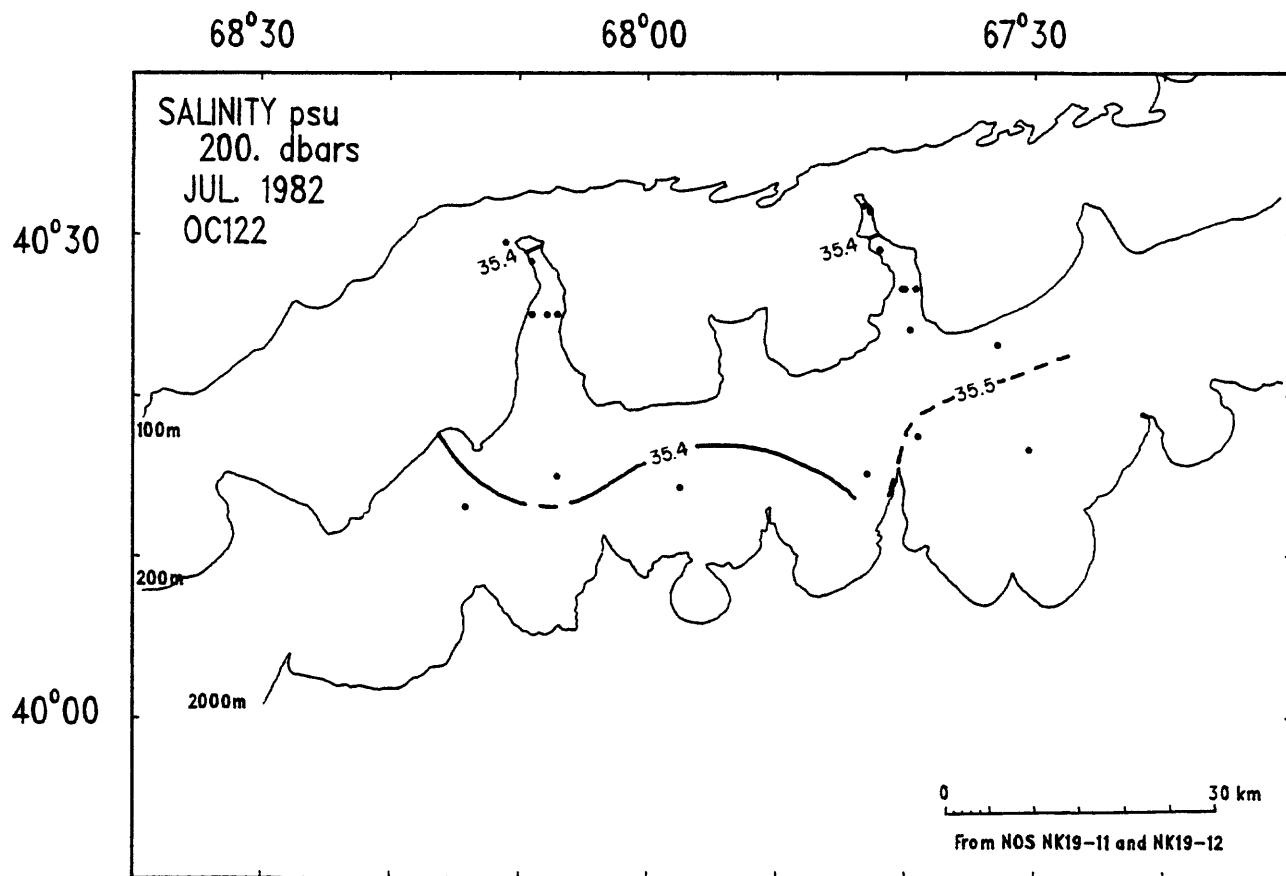 68°30
68°00
67°30
SALINITY psu
200. dbars
JUL. 1982
OC122
40°30
35.4
35.4
35.5
100m
35.4
200m
2000m
40°00
0
30 km
From NOS NK19-11 and NK19-12